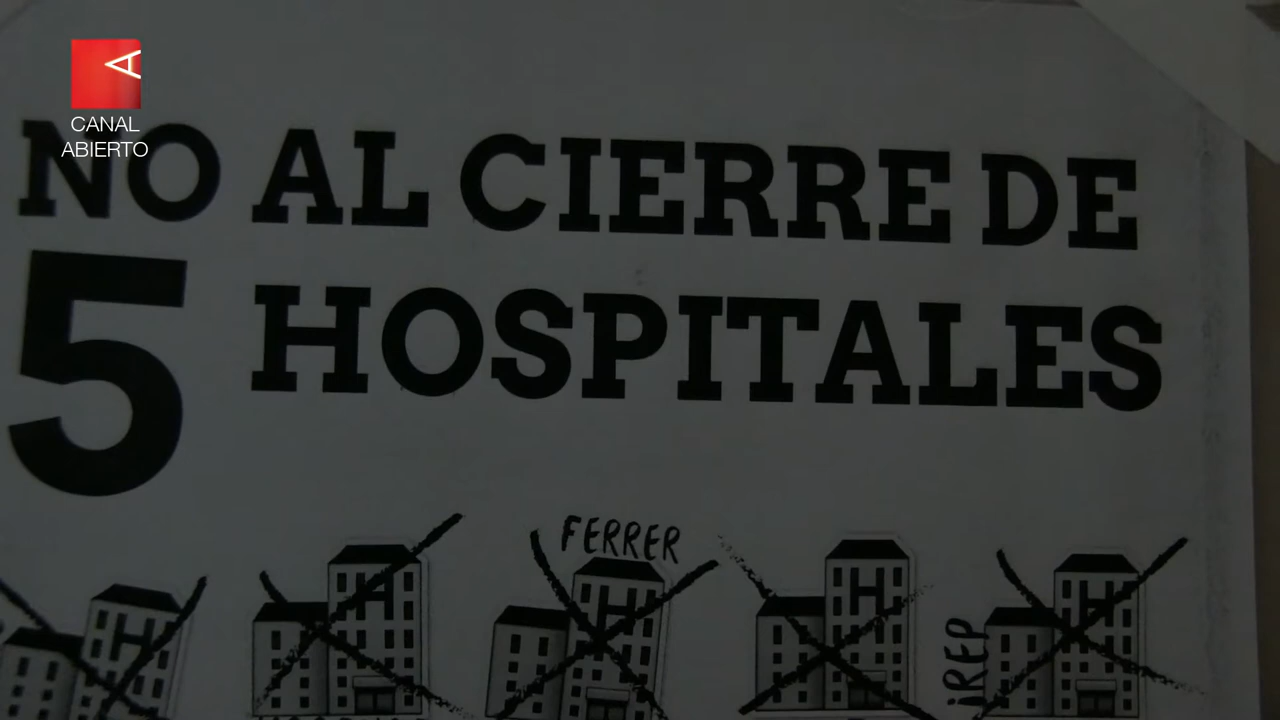 CANAL
ABIERTO
NO AL CIERRE DE
5 HOSPITALES
FERRER
H
H
H
H
H
IREP